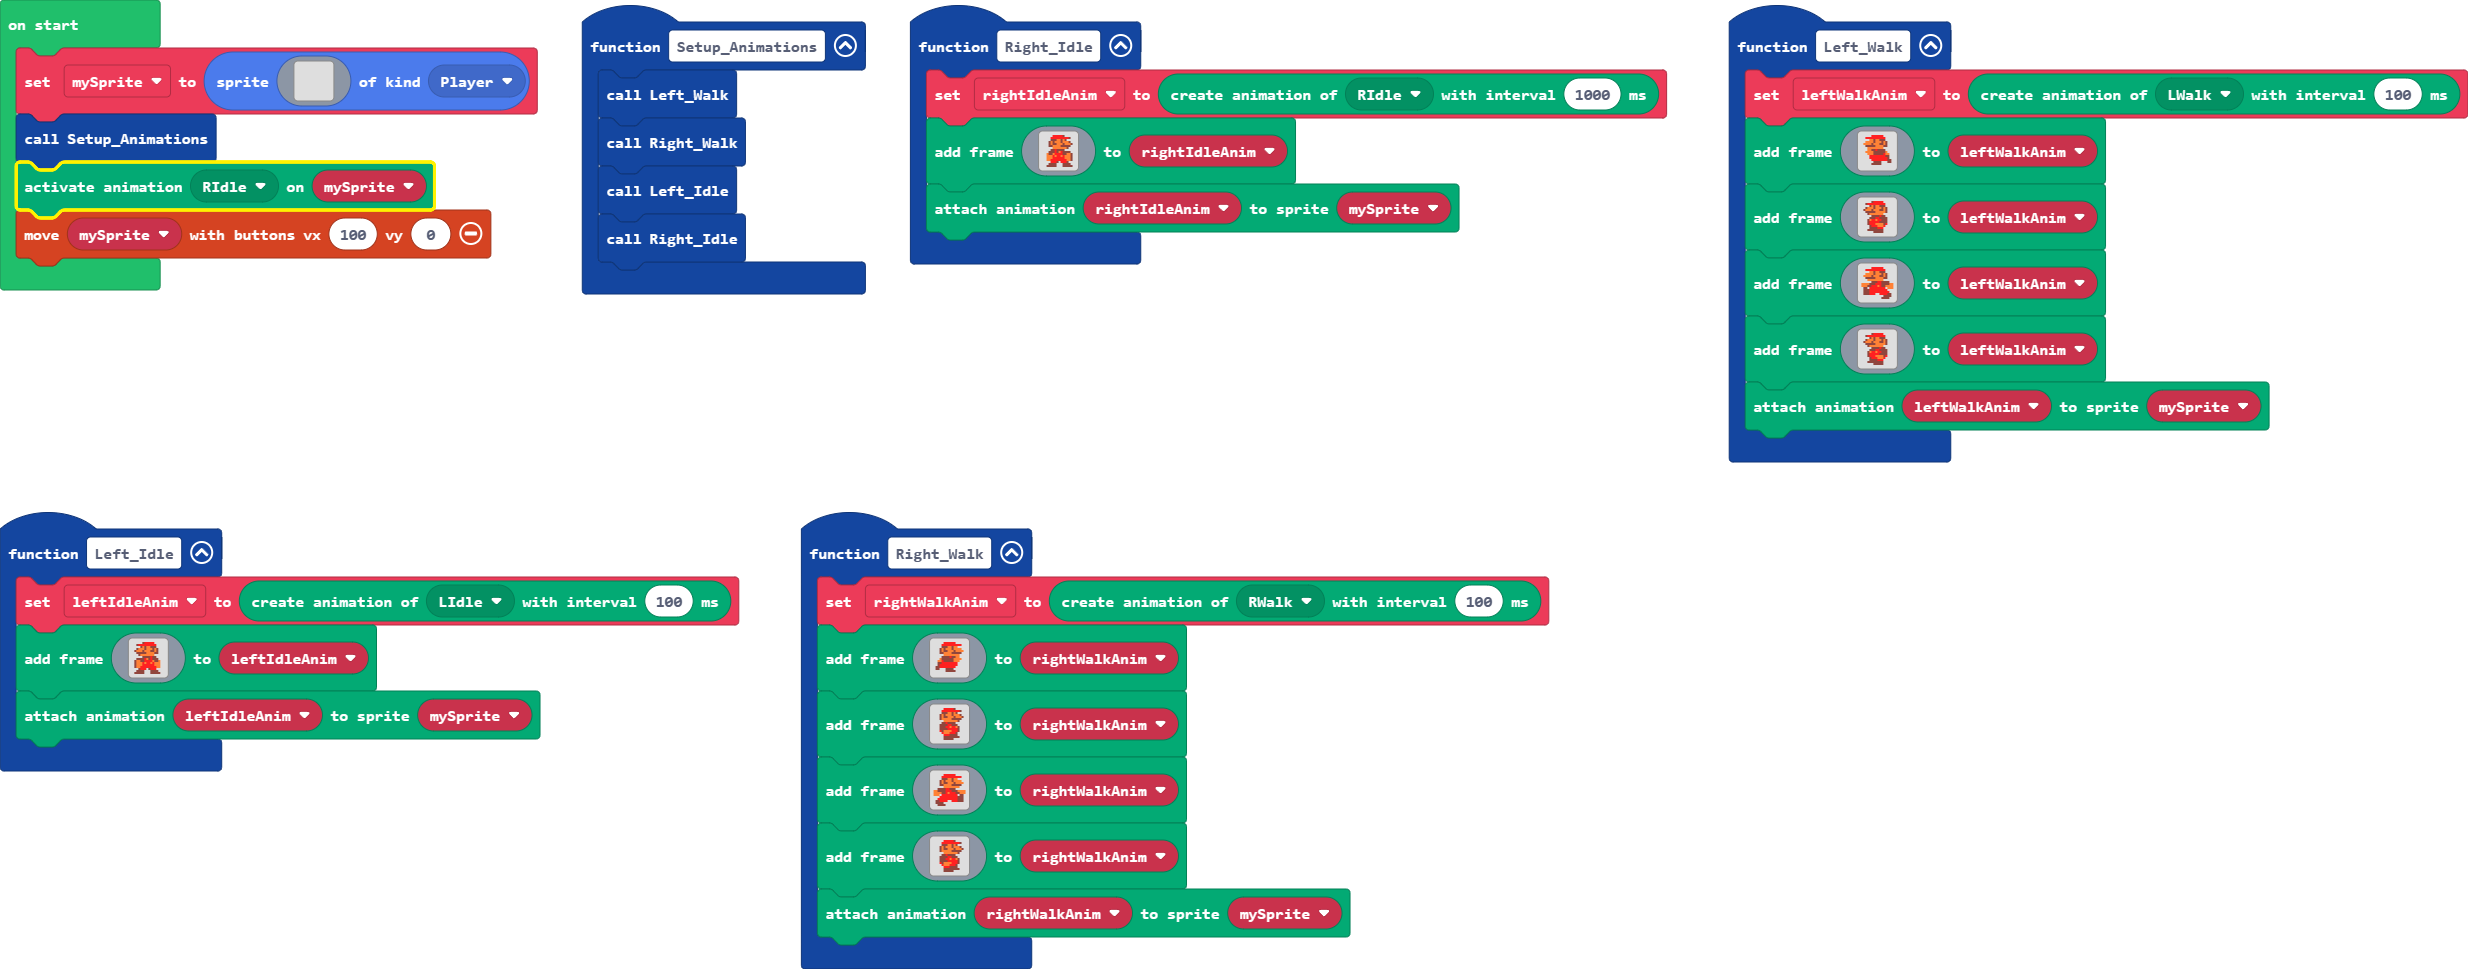 on start
set mySprite to sprite of kind Player
call Setup_Animations
activate animation RIdle on mySprite
move mySprite with buttons vx 100 vy 0
function Setup_Animations
call Left_Walk
call Right_Walk
call Left_Idle
call Right_Idle
function Right_Idle
set rightIdleAnim to create animation of RIdle with interval 1000 ms
add frame to rightIdleAnim
attach animation rightIdleAnim to sprite mySprite
function Left_Walk
set leftWalkAnim to create animation of LWalk with interval 100 ms
add frame to leftWalkAnim
add frame to leftWalkAnim
add frame to leftWalkAnim
add frame to leftWalkAnim
attach animation leftWalkAnim to sprite mySprite
function Left_Idle
set leftIdleAnim to create animation of LIdle with interval 100 ms
add frame to leftIdleAnim
attach animation leftIdleAnim to sprite mySprite
function Right_Walk
set rightWalkAnim to create animation of RWalk with interval 100 ms
add frame to rightWalkAnim
add frame to rightWalkAnim
add frame to rightWalkAnim
add frame to rightWalkAnim
attach animation rightWalkAnim to sprite mySprite